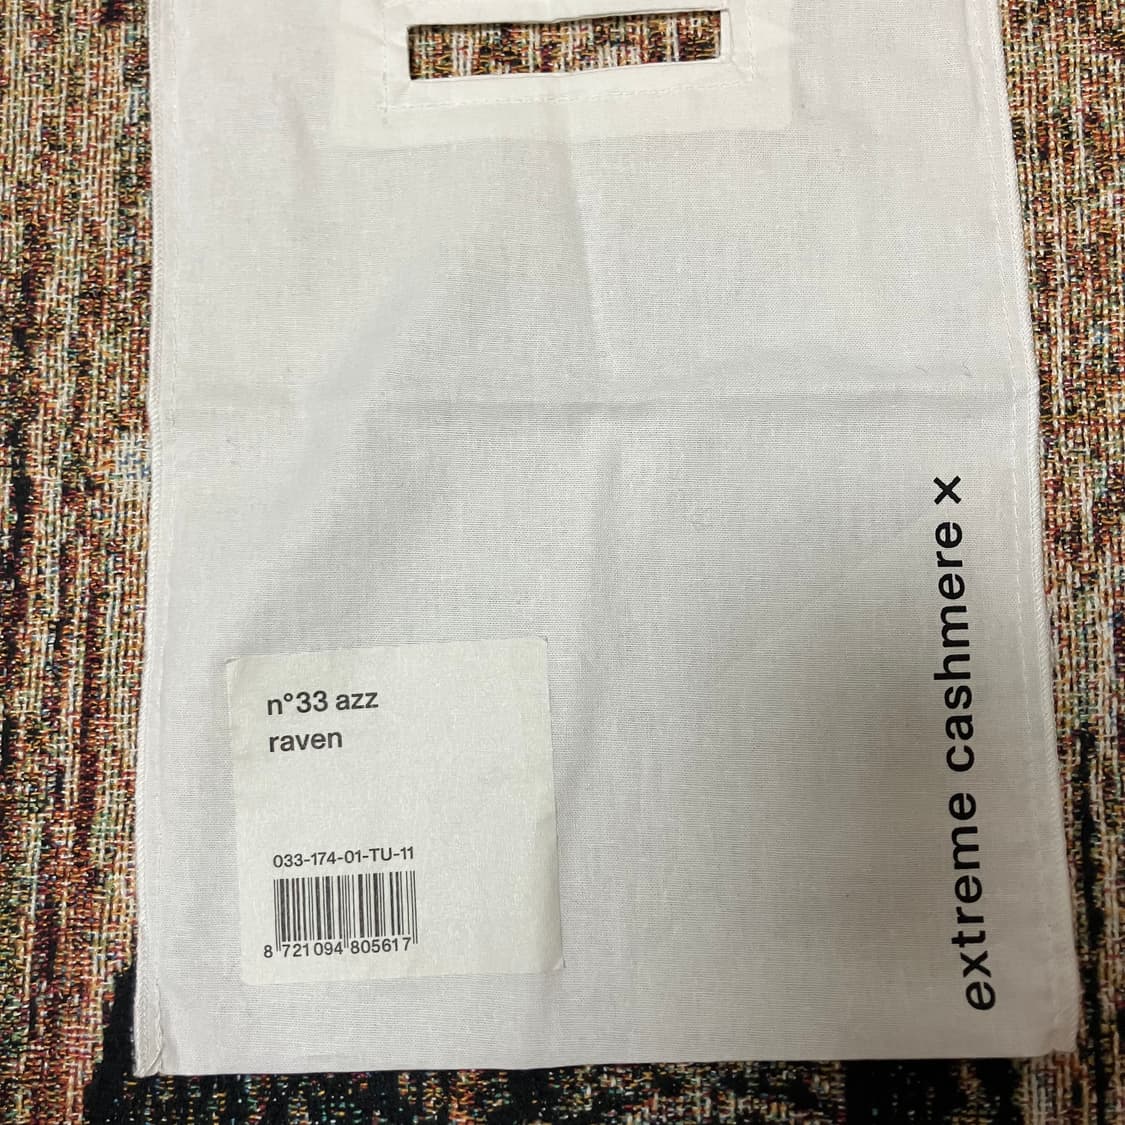 n°33 azz
raven
033-174-01-TU-11
8 721094 805617
extreme cashmere x